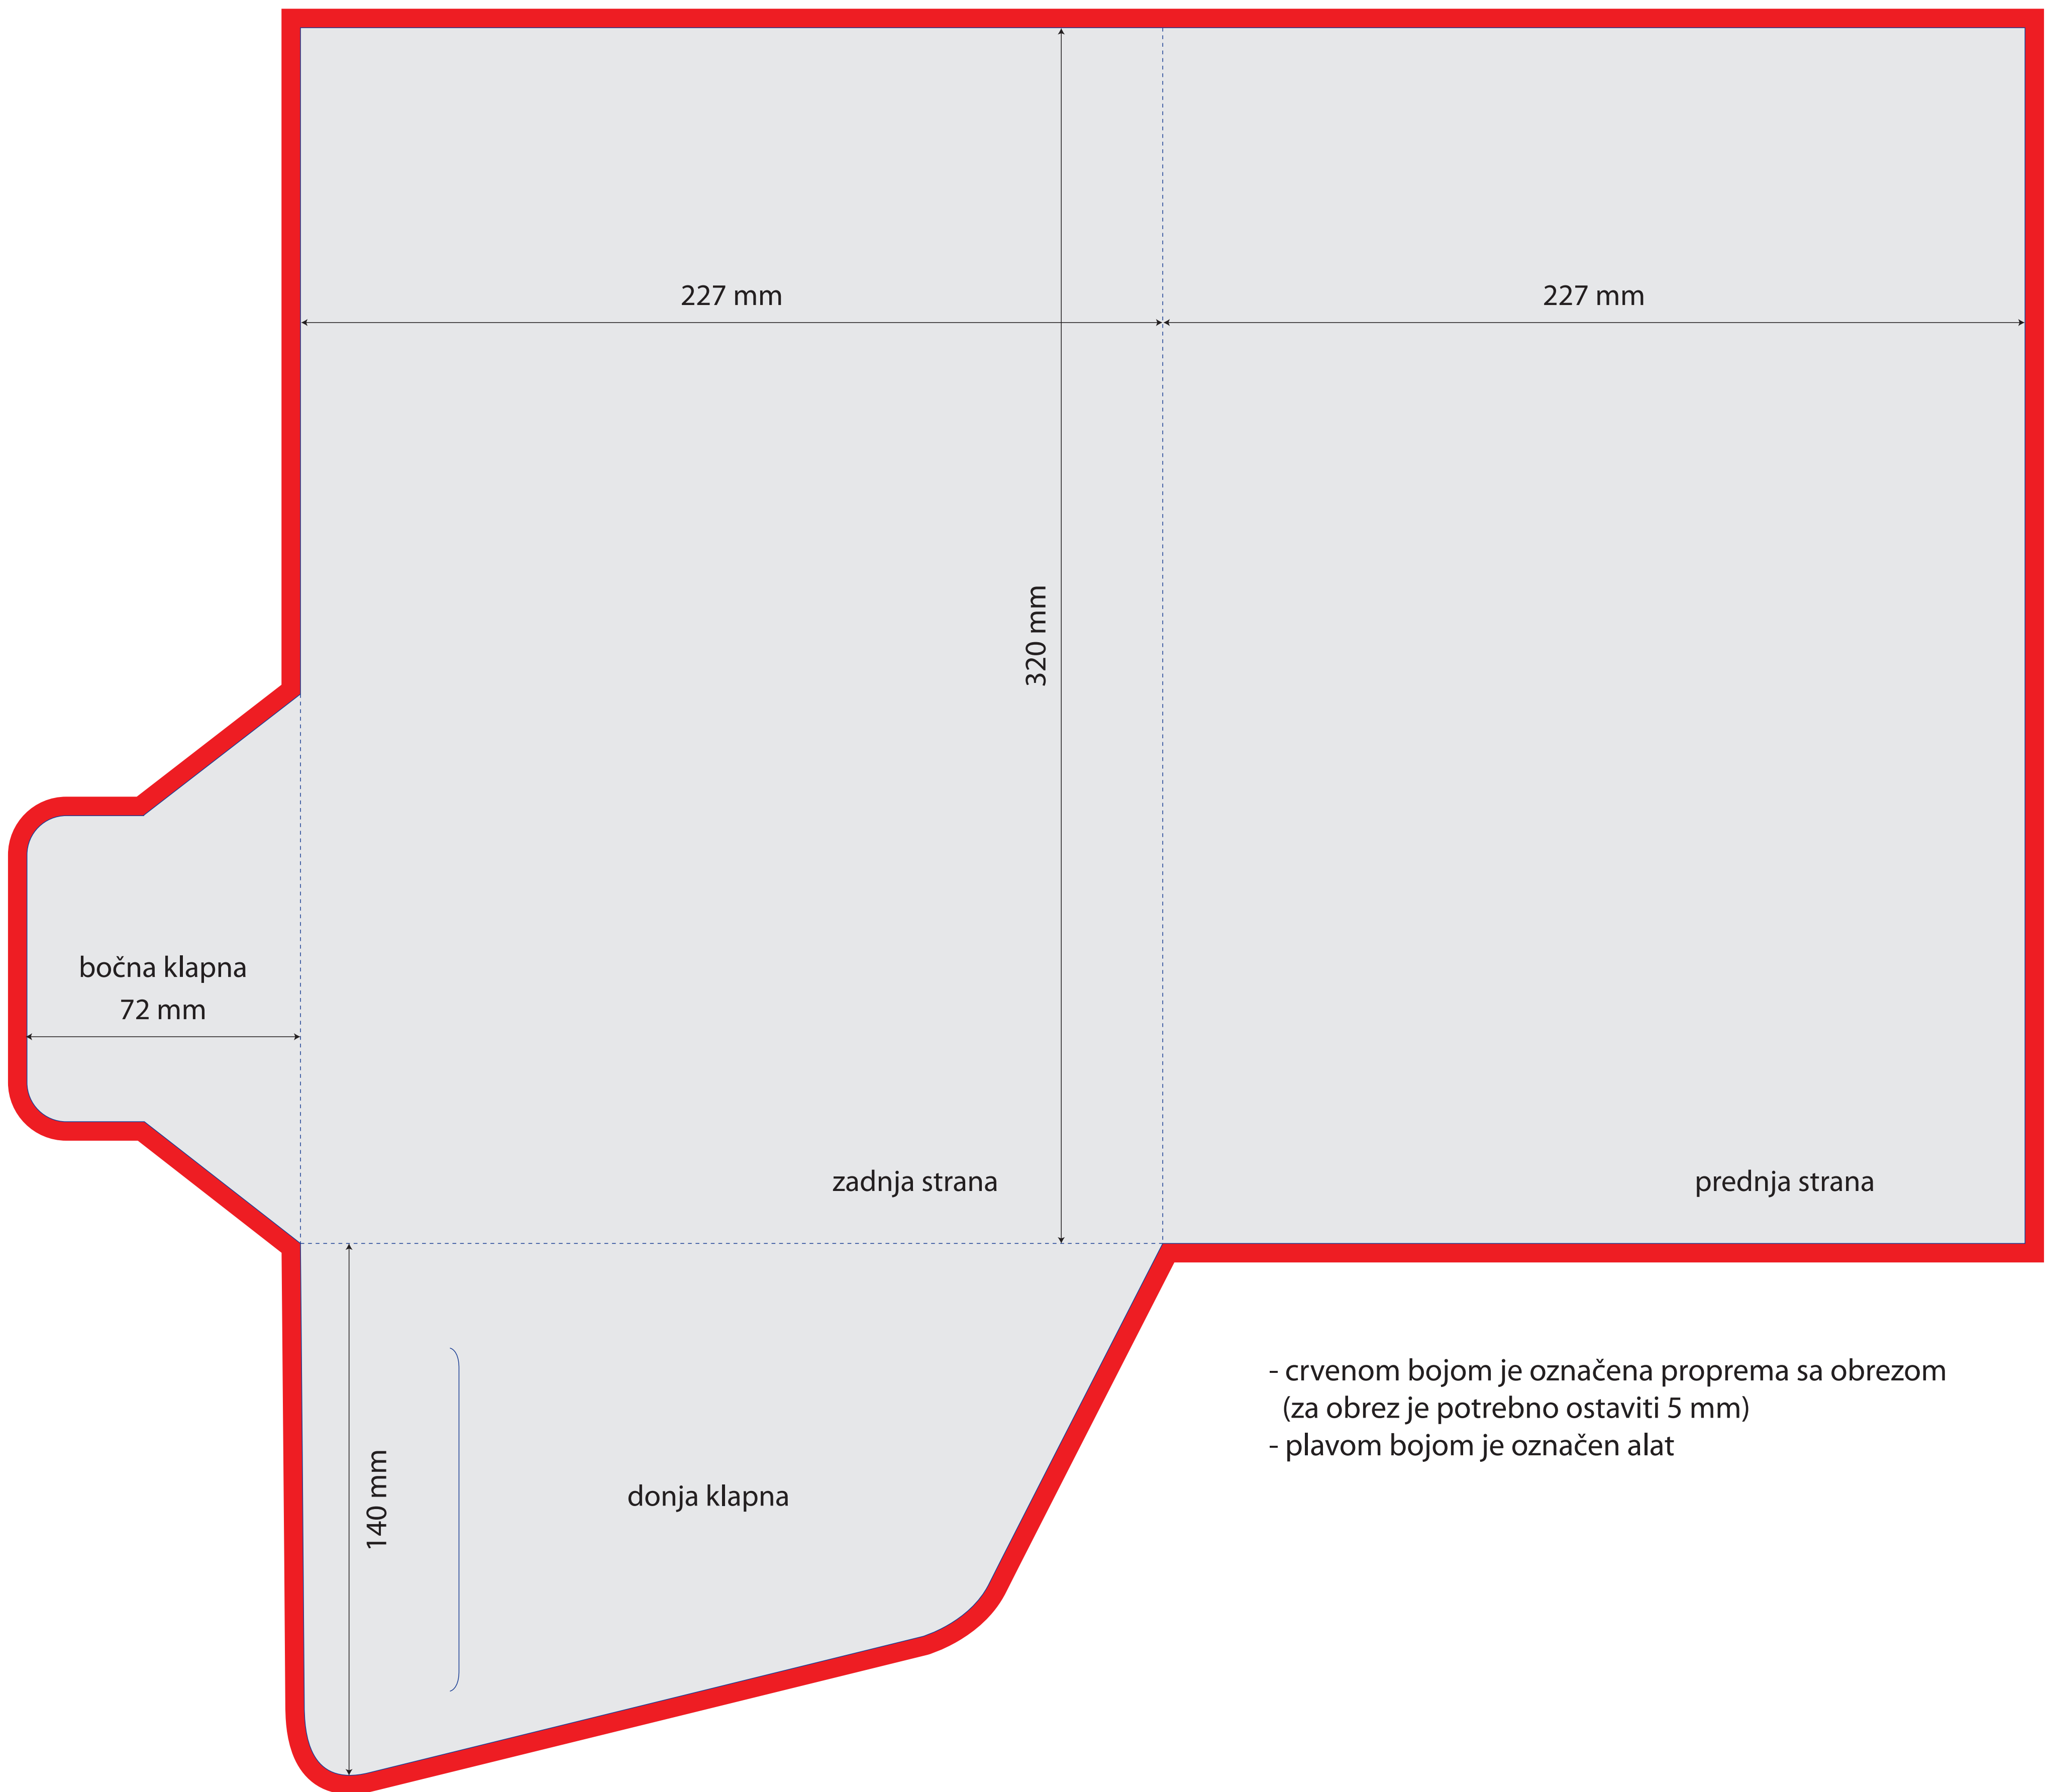 227 mm
227 mm
320 mm
bočna klapna
72 mm
zadnja strana
prednja strana
140 mm
donja klapna
- crvenom bojom je označena proprema sa obrezom
(za obrez je potrebno ostaviti 5 mm)
- plavom bojom je označen alat